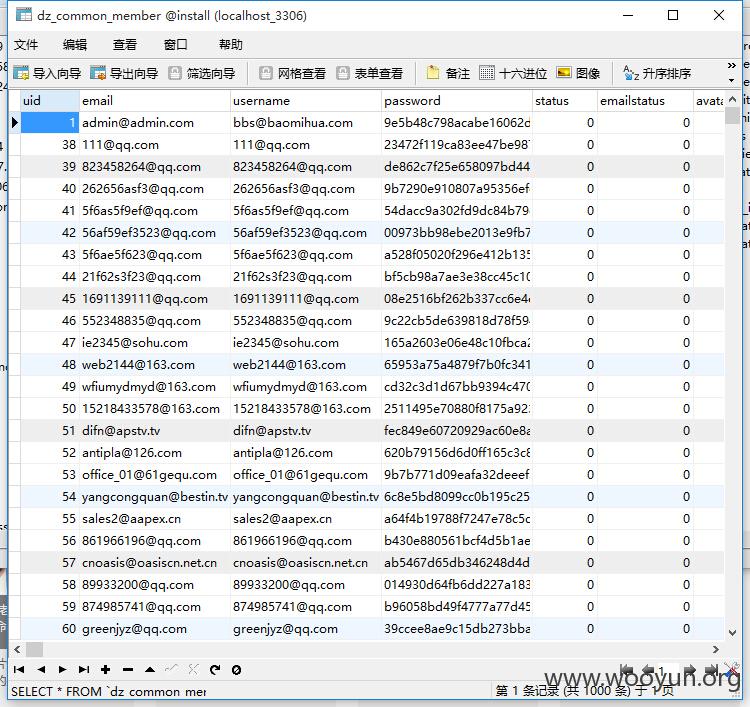 dz_common_member @install (localhost_3306)
文件 编辑 查看 窗口 帮助
导入向导 导出向导 筛选向导 网格查看 表单查看 备注 十六进位 图像 升序排序
uid email username password status emailstatus avata
1 admin@admin.com bbs@baomihua.com 9e5b48c798acabe16062d 0 0
38 111@qq.com 111@qq.com 23472f119ca83ee47be987 0 0
39 823458264@qq.com 823458264@qq.com de862c7f25e658097bd44 0 0
40 262656asf3@qq.com 262656asf3@qq.com 9b7290e910807a95356ef 0 0
41 5f6as5f9ef@qq.com 5f6as5f9ef@qq.com 54dacc9a302fd9dc84b79 0 0
42 56af59ef3523@qq.com 56af59ef3523@qq.com 00973bb98ebe2013e9fb7 0 0
43 5f6ae5f623@qq.com 5f6ae5f623@qq.com a528f05020f296e412b135 0 0
44 21f62s3f23@qq.com 21f62s3f23@qq.com bf5cb98a7ae3e38cc45c10 0 0
45 1691139111@qq.com 1691139111@qq.com 08e2516bf262b337cc6e4 0 0
46 552348835@qq.com 552348835@qq.com 9c22cb5de639818d78f59 0 0
47 ie2345@sohu.com ie2345@sohu.com 165a2603e06e48c10fbca2 0 0
48 web2144@163.com web2144@163.com 65953a75a4879f7b0fc341 0 0
49 wfiumydmyd@163.com wfiumydmyd@163.com cd32c3d1d67bb9394c470 0 0
50 15218433578@163.com 15218433578@163.com 2511495e70880f8175a92 0 0
51 difn@apstv.tv difn@apstv.tv fec849e60720929ac60e8a 0 0
52 antipla@126.com antipla@126.com 620b79156d6d0ff165c3c8 0 0
53 office_01@61gequ.com office_01@61gequ.com 9b7b771d09eafa32deeef 0 0
54 yangcongquan@bestin.tv yangcongquan@bestin.tv 6c8e5bd8099cc0b195c25 0 0
55 sales2@aapex.cn sales2@aapex.cn a64f4b19788f7247e78c5c 0 0
56 861966196@qq.com 861966196@qq.com b430e880561bcf4d5b1ae 0 0
57 cnoasis@oasiscn.net.cn cnoasis@oasiscn.net.cn ab5467d65db346248d4d 0 0
58 89933200@qq.com 89933200@qq.com 014930d64fb6dd227a183 0 0
59 874985741@qq.com 874985741@qq.com b96058bd49f4777a77d45 0 0
60 greenjyz@qq.com greenjyz@qq.com 39ccee8ae9c15db273bba 0 0
1
www.wooyun.org
SELECT * FROM `dz_common_mer 第 1 条记录 (共 1000 条) 于 1 页